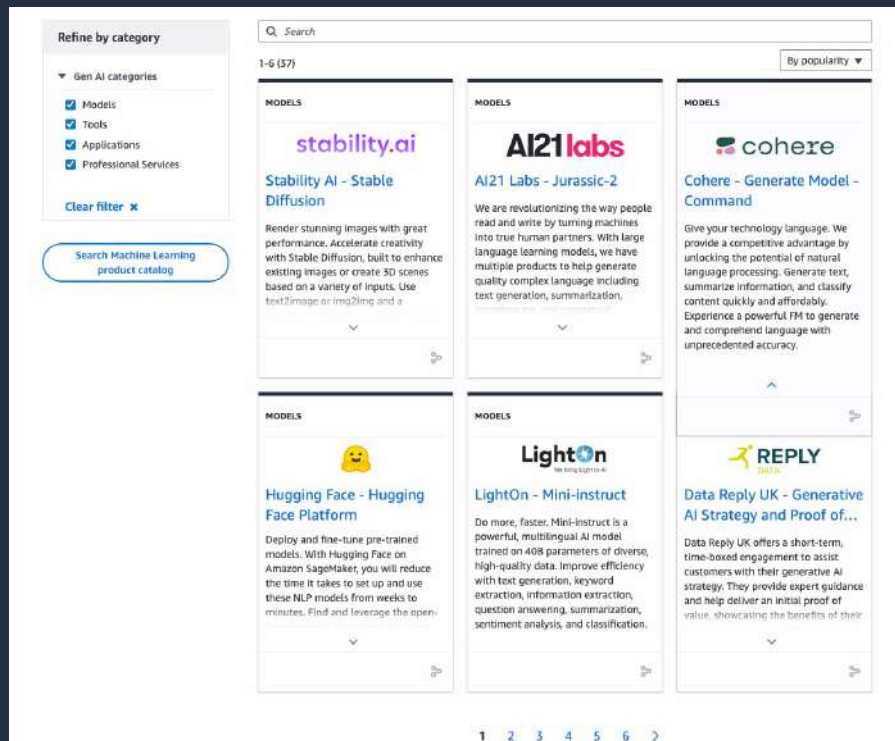 Refine by category
Gen AI categories
Models
Tools
Applications
Professional Services
Clear filter ×
Search Machine Learning
product catalog
Search
1-6 (37)
By popularity
MODELS
stability.ai
Stability AI - Stable
Diffusion
Render stunning images with great
performance. Accelerate creativity
with Stable Diffusion, built to enhance
existing images or create 3D scenes
based on a variety of inputs. Use
text2image or img2img and a
MODELS
AI21labs
AI21 Labs - Jurassic-2
We are revolutionizing the way people
read and write by turning machines
into true human partners. With large
language learning models, we have
multiple products to help generate
quality complex language including
text generation, summarization,
MODELS
cohere
Cohere - Generate Model -
Command
Give your technology language. We
provide a competitive advantage by
unlocking the potential of natural
language processing. Generate text,
summarize information, and classify
content quickly and affordably.
Experience a powerful FM to generate
and comprehend language with
unprecedented accuracy.
MODELS
Hugging Face - Hugging
Face Platform
Deploy and fine-tune pre-trained
models. With Hugging Face on
Amazon SageMaker, you will reduce
the time it takes to set up and use
these NLP models from weeks to
minutes. Find and leverage the open-
MODELS
LightOn
We bring Light to AI
LightOn - Mini-instruct
Do more, faster. Mini-instruct is a
powerful, multilingual AI model
trained on 40B parameters of diverse,
high-quality data. Improve efficiency
with text generation, keyword
extraction, information extraction,
question answering, summarization,
sentiment analysis, and classification.
REPLY
DATA
Data Reply UK - Generative
AI Strategy and Proof of...
Data Reply UK offers a short-term,
time-boxed engagement to assist
customers with their generative AI
strategy. They provide expert guidance
and help deliver an initial proof of
value, showcasing the benefits of their
1 2 3 4 5 6 >